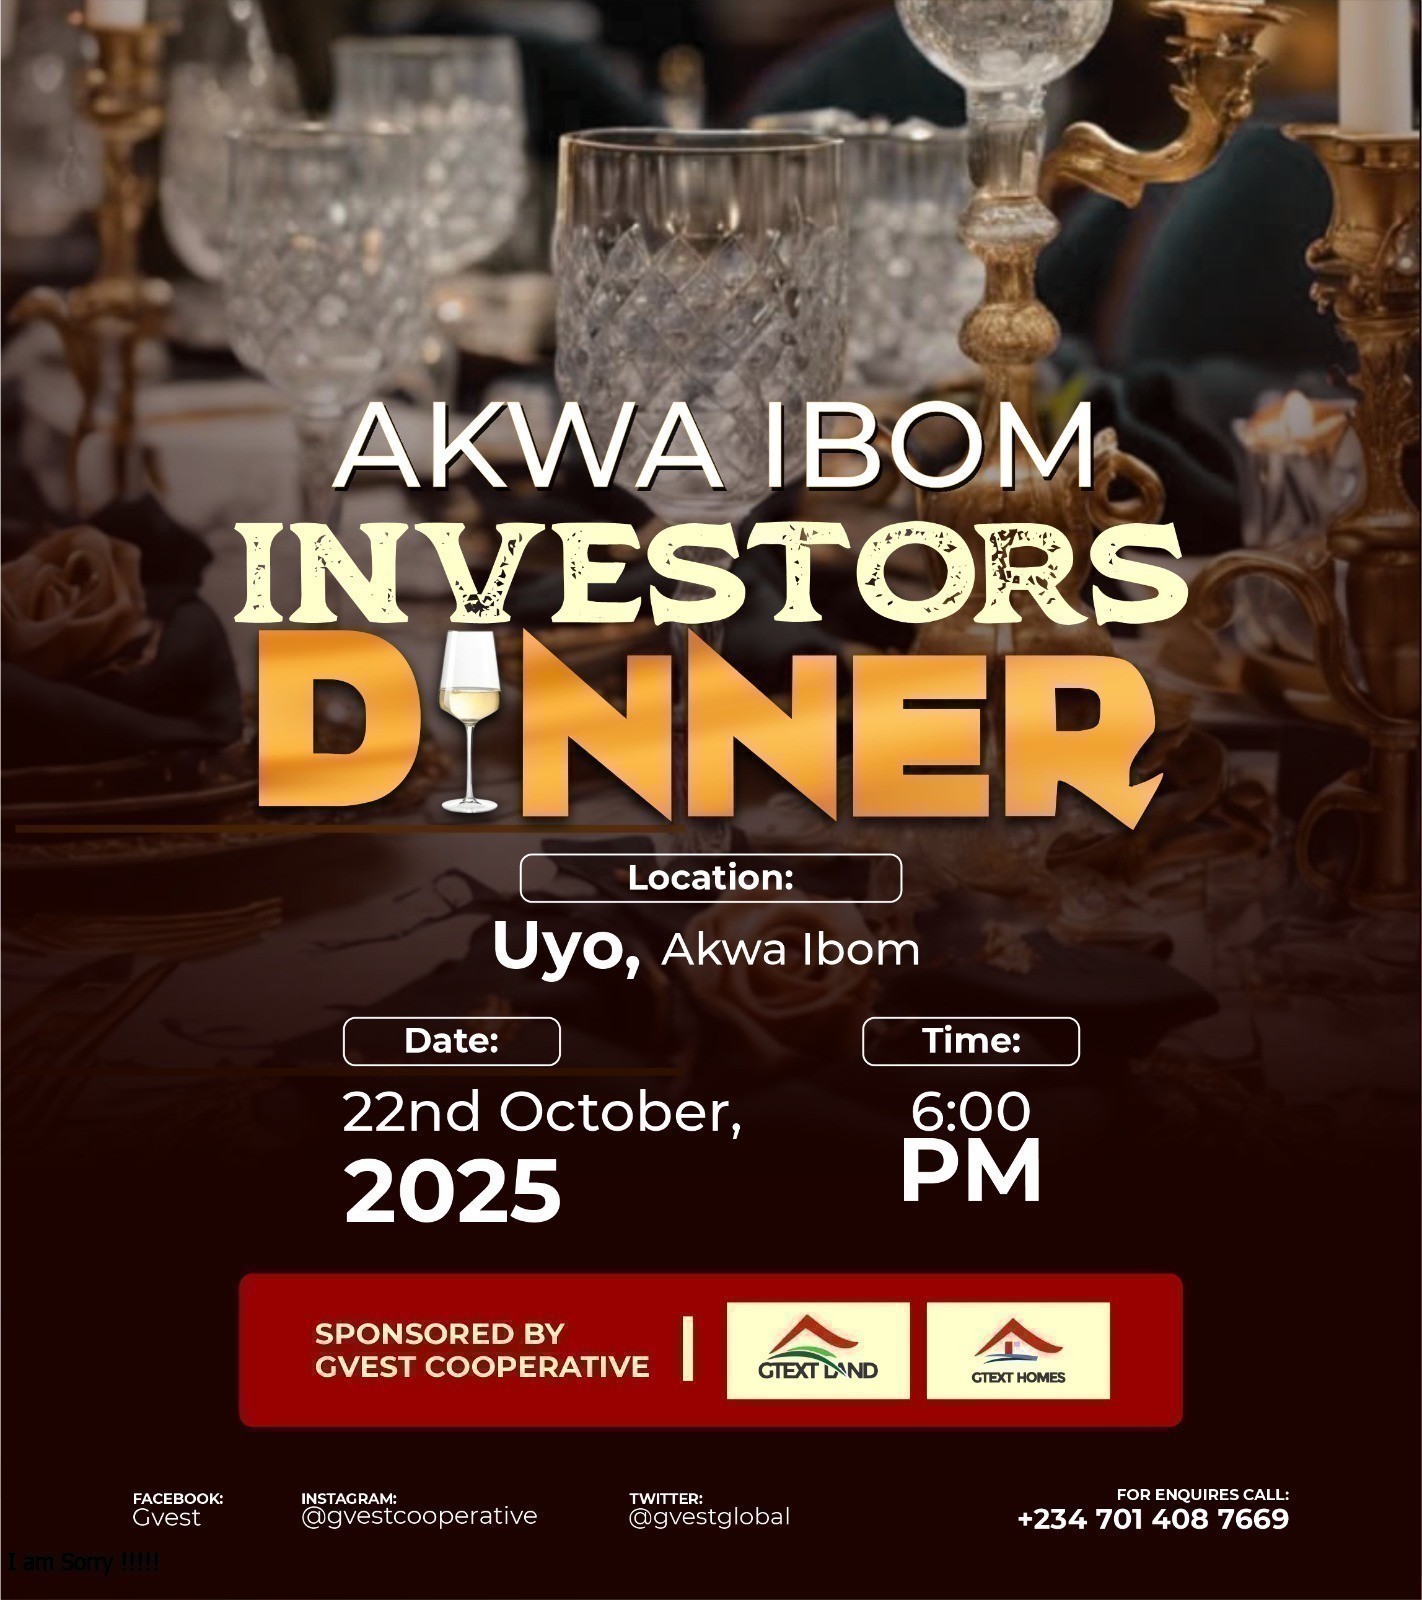 AKWA IBOM
INVESTORS
DINNER
Location:
Uyo, Akwa Ibom
Date:
22nd October,
2025
Time:
6:00
PM
SPONSORED BY
GVEST COOPERATIVE
GTEXT LAND
GTEXT HOMES
FACEBOOK:
Gvest
INSTAGRAM:
@gvestcooperative
TWITTER:
@gvestglobal
FOR ENQUIRES CALL:
+234 701 408 7669
I am Sorry !!!!!